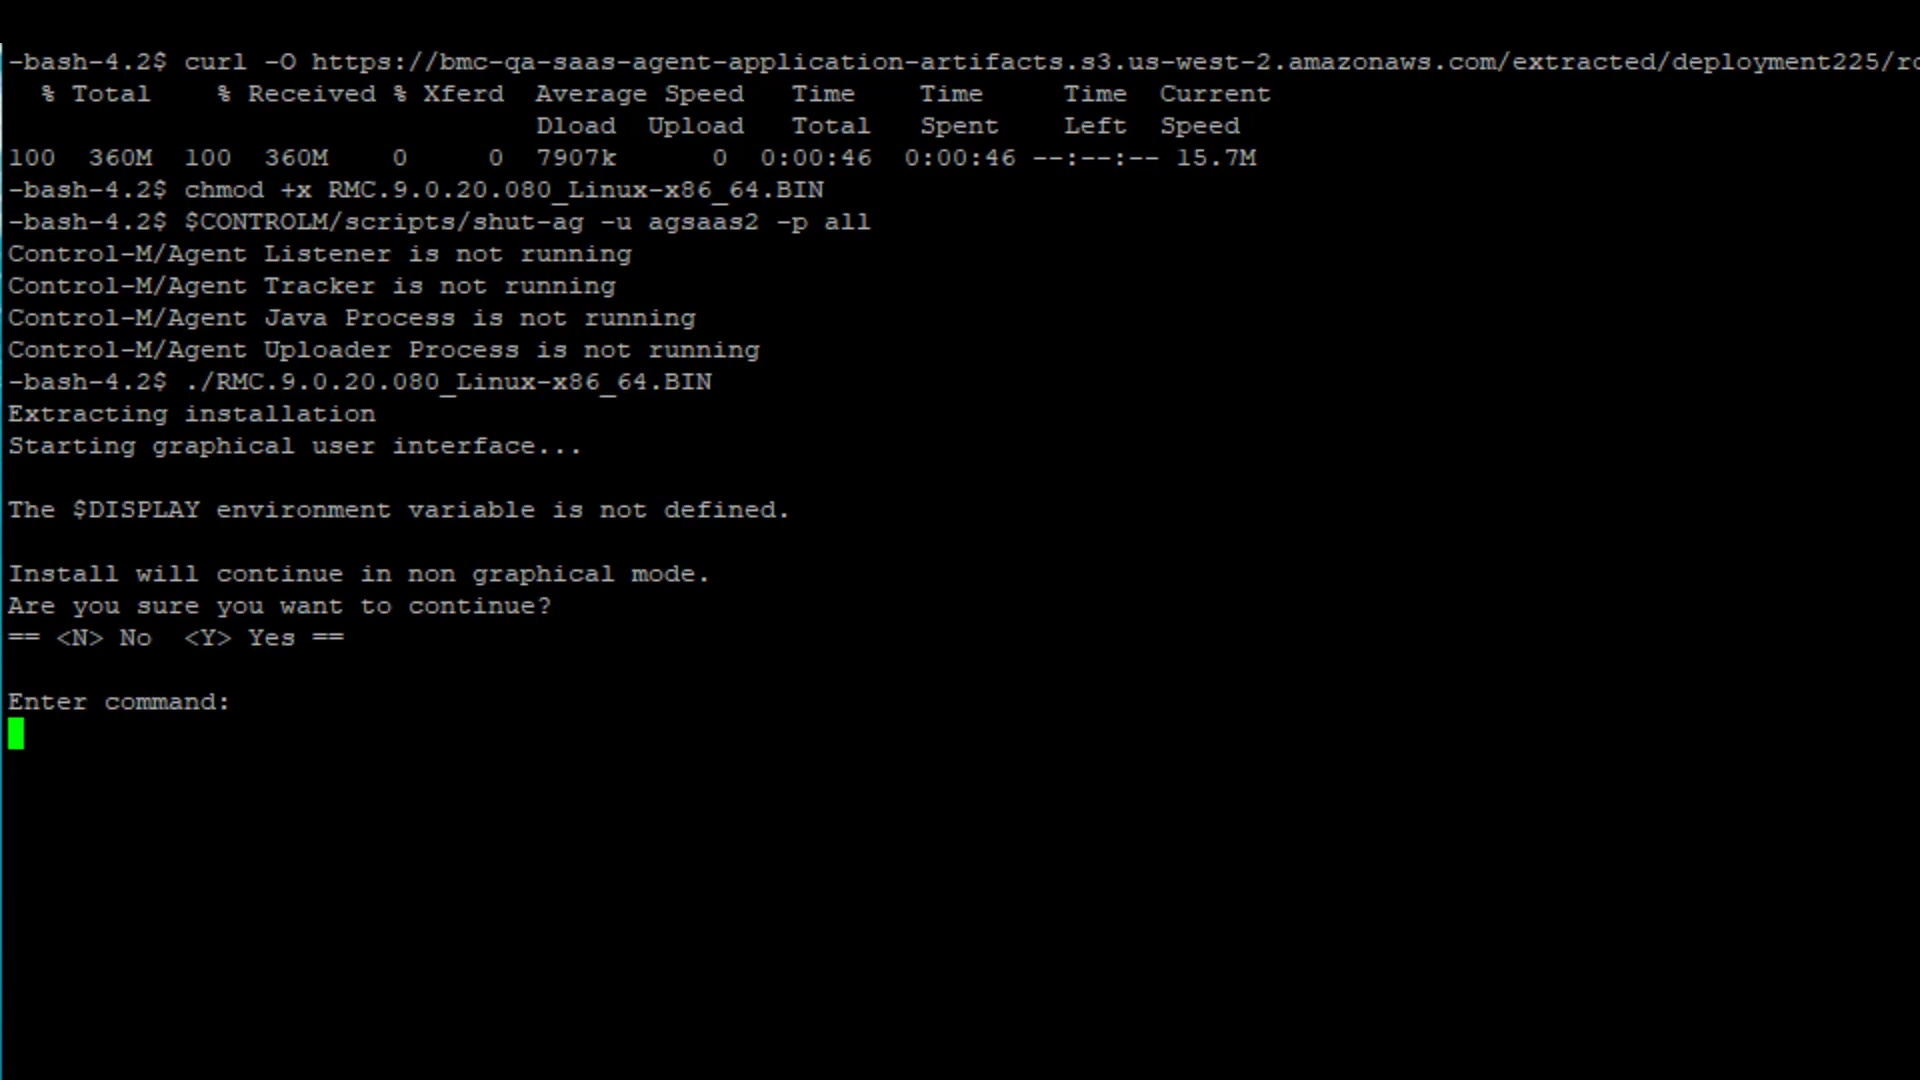 -bash-4.2$ curl -O https://bmc-qa-saas-agent-application-artifacts.s3.us-west-2.amazonaws.com/extracted/deployment225/
% Total % Received % Xferd Average Speed Time Time Time Current
Dload Upload Total Spent Left Speed
100 360M 100 360M 0 0 7907k 0 0:00:46 0:00:46 --:--:-- 15.7M
-bash-4.2$ chmod +x RMC.9.0.20.080_Linux-x86_64.BIN
-bash-4.2$ $CONTROLM/scripts/shut-ag -u agsaas2 -p all
Control-M/Agent Listener is not running
Control-M/Agent Tracker is not running
Control-M/Agent Java Process is not running
Control-M/Agent Uploader Process is not running
-bash-4.2$ ./RMC.9.0.20.080_Linux-x86_64.BIN
Extracting installation
Starting graphical user interface...
The $DISPLAY environment variable is not defined.
Install will continue in non graphical mode.
Are you sure you want to continue?
== <N> No <Y> Yes ==
Enter command: